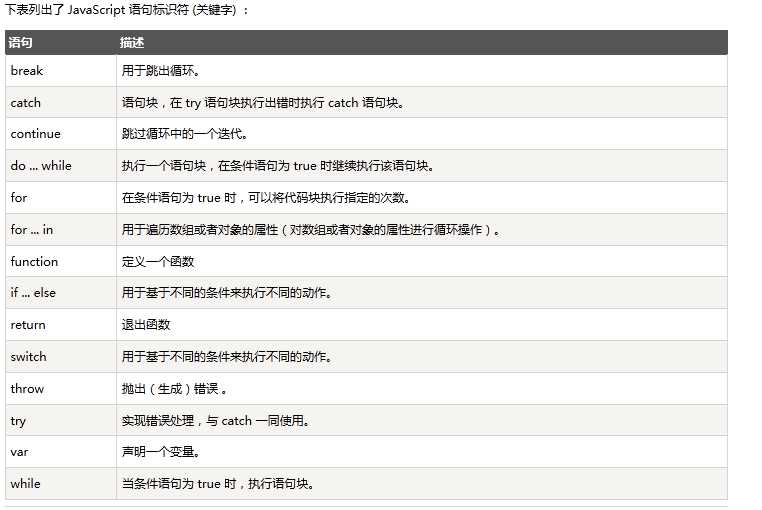 下表列出了 JavaScript 语句标识符 (关键字) ：
语句 描述
break 用于跳出循环。
catch 语句块，在 try 语句块执行出错时执行 catch 语句块。
continue 跳过循环中的一个迭代。
do ... while 执行一个语句块，在条件语句为 true 时继续执行该语句块。
for 在条件语句为 true 时，可以将代码块执行指定的次数。
for ... in 用于遍历数组或者对象的属性（对数组或者对象的属性进行循环操作）。
function 定义一个函数
if ... else 用于基于不同的条件来执行不同的动作。
return 退出函数
switch 用于基于不同的条件来执行不同的动作。
throw 抛出（生成）错误 。
try 实现错误处理，与 catch 一同使用。
var 声明一个变量。
while 当条件语句为 true 时，执行语句块。